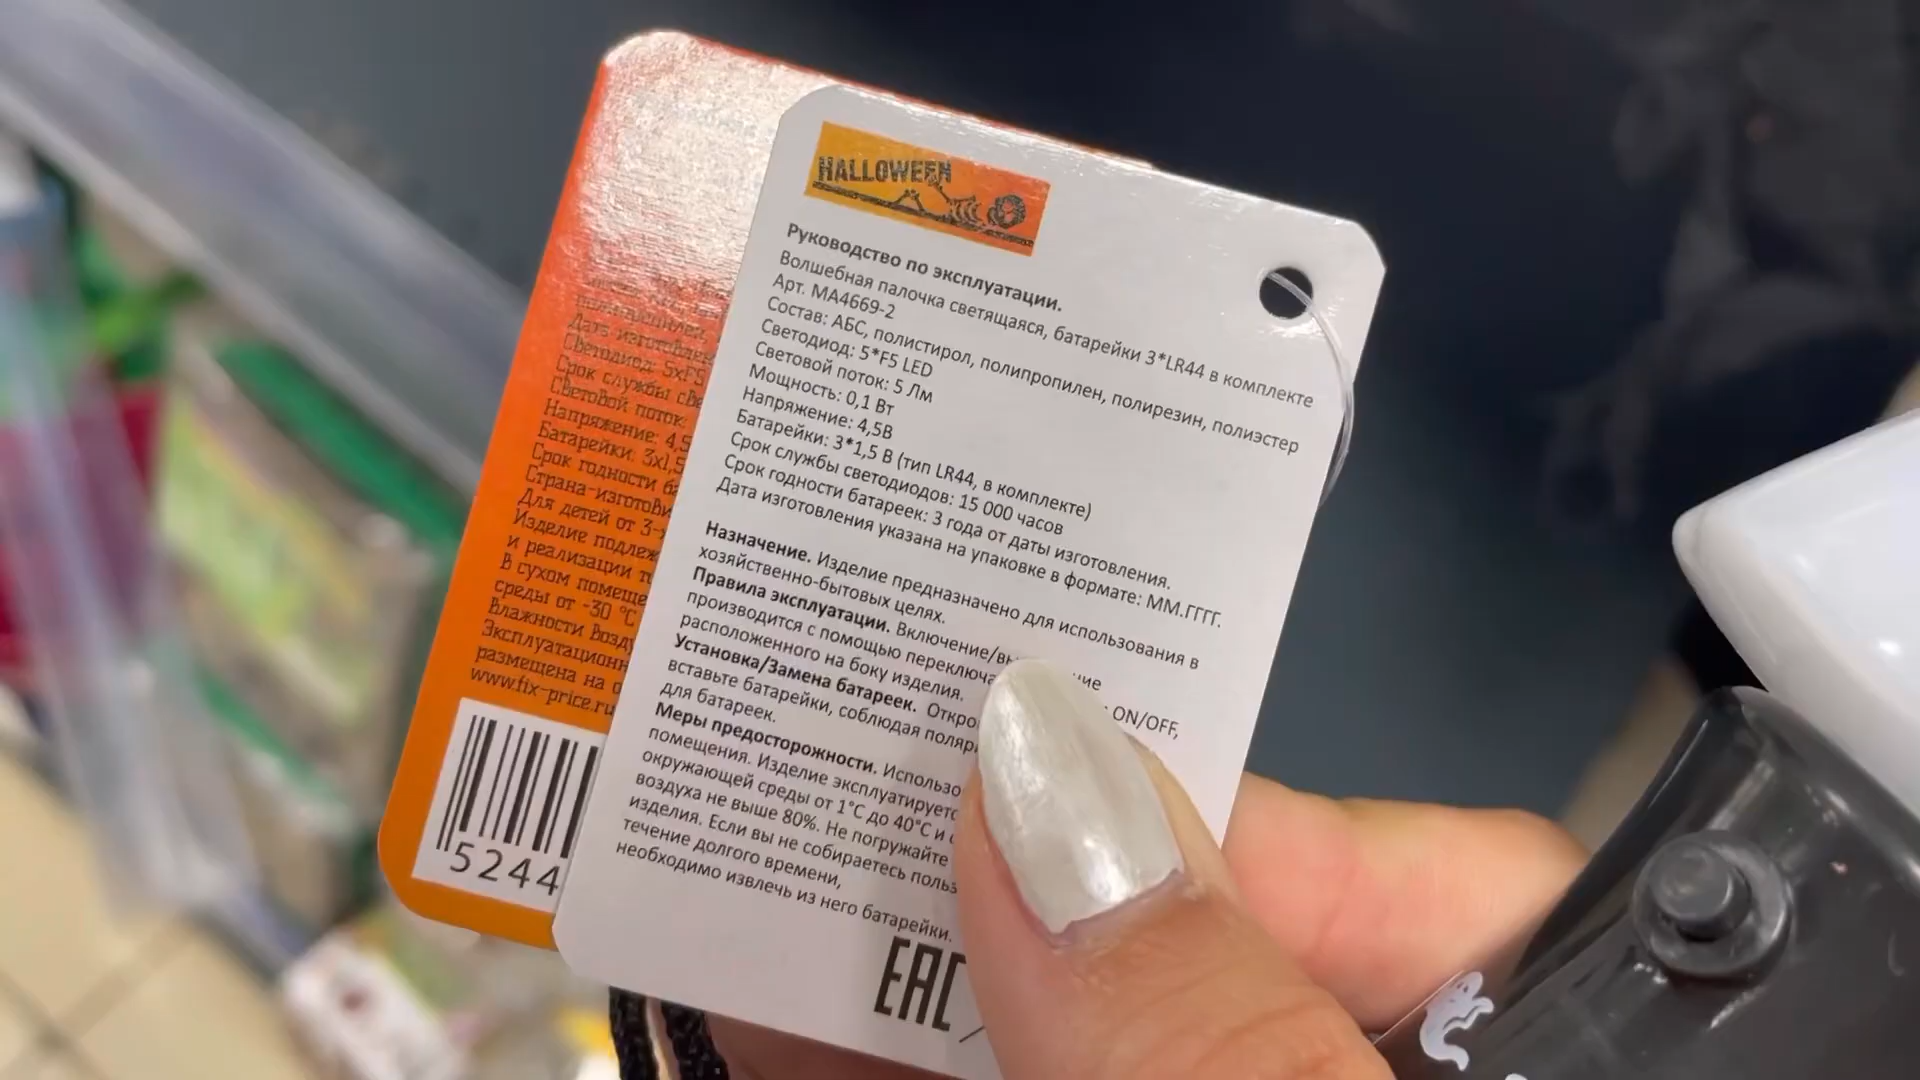 HALLOWEEN
Руководство по эксплуатации.
Волшебная палочка светящаяся, батарейки 3*LR44 в комплекте
Арт. MA4669-2
Состав: АБС, полистирол, полипропилен, полирезин, полиэстер
Светодиод: 5*F5 LED
Световой поток: 5 Лм
Мощность: 0,1 Вт
Напряжение: 4,5В
Батарейки: 3*1,5 В (тип LR44, в комплекте)
Срок службы светодиодов: 15 000 часов
Срок годности батареек: 3 года от даты изготовления.
Дата изготовления указана на упаковке в формате: ММ.ГГГГ.
Назначение. Изделие предназначено для использования в
хозяйственно-бытовых целях.
Правила эксплуатации. Включение/вы ние
производится с помощью переключа ON/OFF,
расположенного на боку изделия.
Установка/Замена батареек. Откро
вставьте батарейки, соблюдая поляр
для батареек.
Меры предосторожности. Использо
помещения. Изделие эксплуатируетс
окружающей среды от 1°C до 40°C и
воздуха не выше 80%. Не погружайте
изделия. Если вы не собираетесь польз
течение долгого времени,
необходимо извлечь из него батарейки.
EAC
Дата изготовлен
Светодиод: 5xF5
Срок службы све
Световой поток:
Напряжение: 4,5
Батарейки: 3x1,5
Срок годности ба
Страна-изготови
Для детей от 3-х
Изделие подлеж
и реализации т
В сухом помеще
среды от -30 °C
влажности возду
Эксплуатационн
размещена на о
www.fix-price.ru
5244